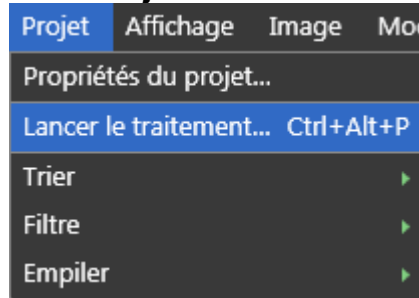 Projet Affichage Image
Propriétés du projet...
Lancer le traitement... Ctrl+Alt+P
Trier
Filtre
Empiler